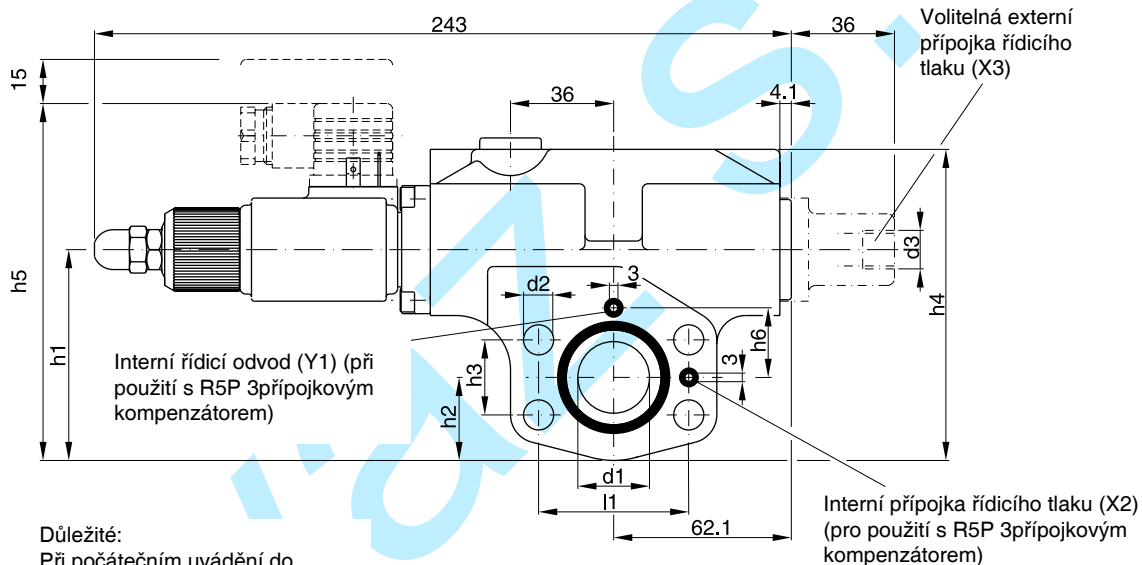 243
36
Volitelná externí
přípojka řídicího
tlaku (X3)
15
36
4.1
h5
h1
d2
3
d3
h4
h6
Interní řídicí odvod (Y1) (při
použití s R5P 3přípojkovým
kompenzátorem)
h3
h2
3
d1
l1
62.1
Interní přípojka řídicího tlaku (X2)
(pro použití s R5P 3přípojkovým
kompenzátorem)
Důležité:
Při počátečním uvádění do